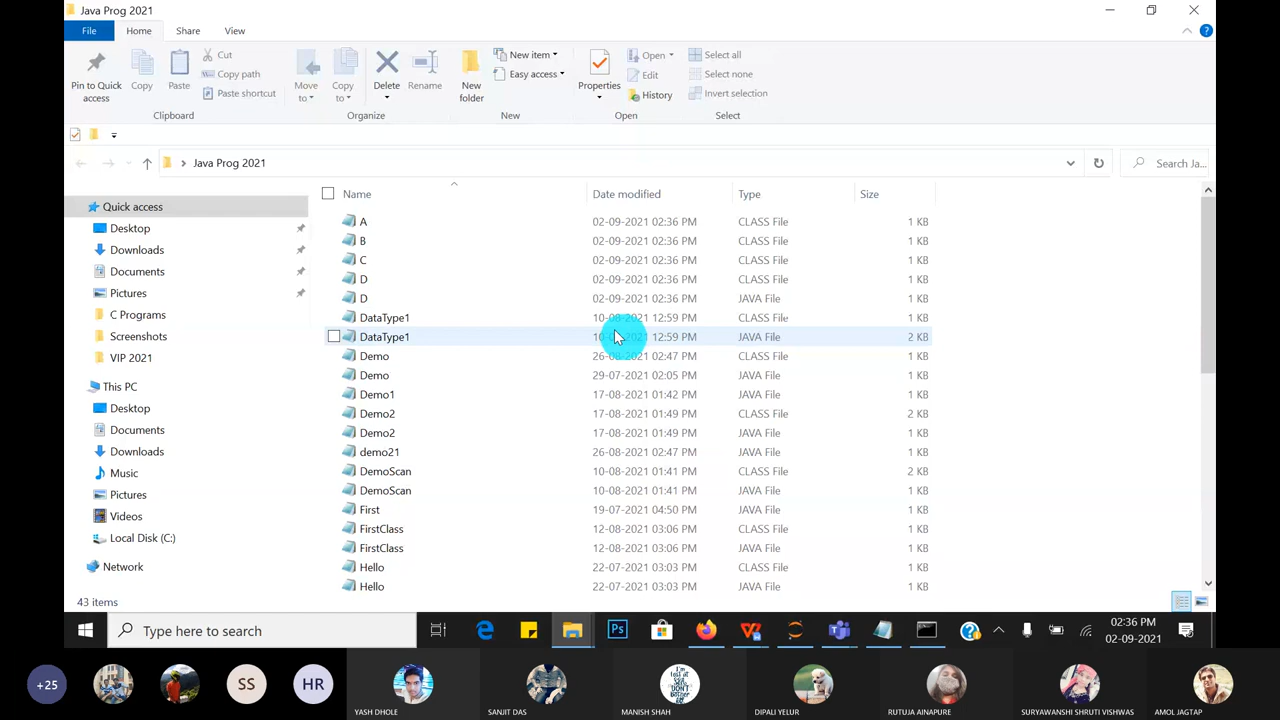 Java Prog 2021
File Home Share View
Pin to Quick access
Copy
Paste
Cut
Copy path
Paste shortcut
Clipboard
Move to
Copy to
Delete
Rename
Organize
New folder
New item
Easy access
New
Properties
Open
Edit
History
Open
Select all
Select none
Invert selection
Select
Java Prog 2021
Search Ja...
Name Date modified Type Size
Quick access
Desktop
Downloads
Documents
Pictures
C Programs
Screenshots
VIP 2021
This PC
Desktop
Documents
Downloads
Music
Pictures
Videos
Local Disk (C:)
Network
A 02-09-2021 02:36 PM CLASS File 1 KB
B 02-09-2021 02:36 PM CLASS File 1 KB
C 02-09-2021 02:36 PM CLASS File 1 KB
D 02-09-2021 02:36 PM CLASS File 1 KB
D 02-09-2021 02:36 PM JAVA File 1 KB
DataType1 10-08-2021 12:59 PM CLASS File 1 KB
DataType1 10-08-2021 12:59 PM JAVA File 2 KB
Demo 26-08-2021 02:47 PM CLASS File 1 KB
Demo 29-07-2021 02:05 PM JAVA File 1 KB
Demo1 17-08-2021 01:42 PM JAVA File 1 KB
Demo2 17-08-2021 01:49 PM CLASS File 2 KB
Demo2 17-08-2021 01:49 PM JAVA File 1 KB
demo21 26-08-2021 02:47 PM JAVA File 1 KB
DemoScan 10-08-2021 01:41 PM CLASS File 2 KB
DemoScan 10-08-2021 01:41 PM JAVA File 1 KB
First 19-07-2021 04:50 PM JAVA File 1 KB
FirstClass 12-08-2021 03:06 PM CLASS File 1 KB
FirstClass 12-08-2021 03:06 PM JAVA File 1 KB
Hello 22-07-2021 03:03 PM CLASS File 1 KB
Hello 22-07-2021 03:03 PM JAVA File 1 KB
43 items
Type here to search
Ps
02:36 PM
02-09-2021
+25
SS
HR
YASH DHOLE
SANJIT DAS
MANISH SHAH
DIPALI YELUR
RUTUJA AINAPURE
SURYAWANSHI SHRUTI VISHWAS
AMOL JAGTAP